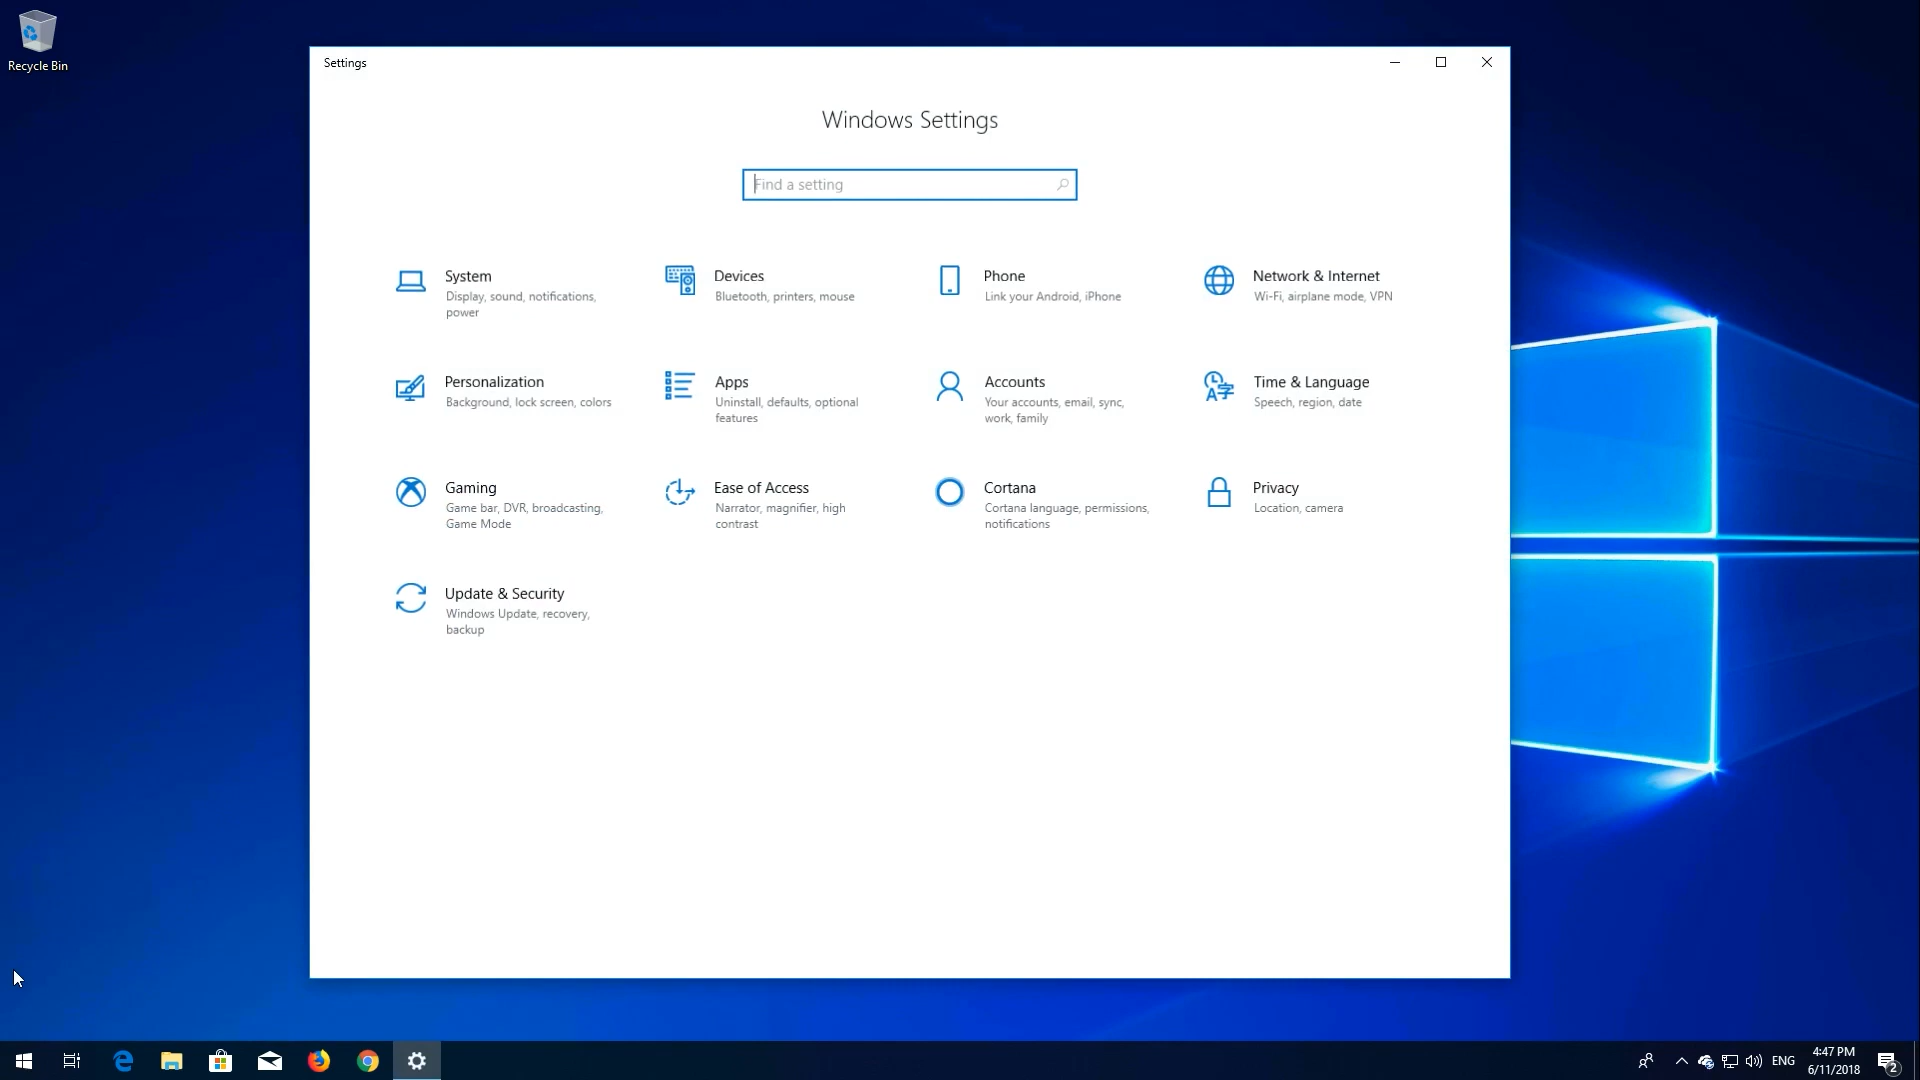 Recycle Bin
Settings
Windows Settings
Find a setting
System
Display, sound, notifications,
power
Devices
Bluetooth, printers, mouse
Phone
Link your Android, iPhone
Network & Internet
Wi-Fi, airplane mode, VPN
Personalization
Background, lock screen, colors
Apps
Uninstall, defaults, optional
features
Accounts
Your accounts, email, sync,
work, family
Time & Language
Speech, region, date
Gaming
Game bar, DVR, broadcasting,
Game Mode
Ease of Access
Narrator, magnifier, high
contrast
Cortana
Cortana language, permissions,
notifications
Privacy
Location, camera
Update & Security
Windows Update, recovery,
backup
ENG
4:47 PM
6/11/2018
2